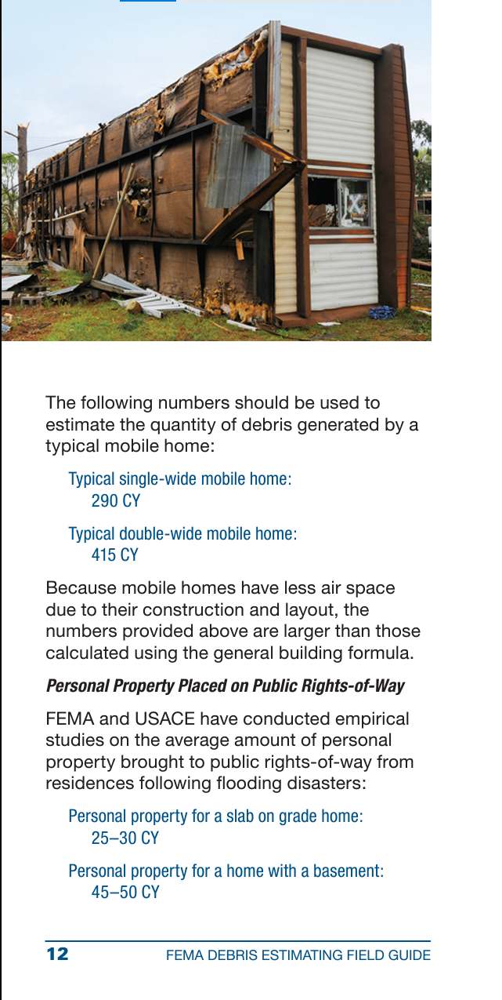 The following numbers should be used to
estimate the quantity of debris generated by a
typical mobile home:
Typical single-wide mobile home:
290 CY
Typical double-wide mobile home:
415 CY
Because mobile homes have less air space
due to their construction and layout, the
numbers provided above are larger than those
calculated using the general building formula.
Personal Property Placed on Public Rights-of-Way
FEMA and USACE have conducted empirical
studies on the average amount of personal
property brought to public rights-of-way from
residences following flooding disasters:
Personal property for a slab on grade home:
25–30 CY
Personal property for a home with a basement:
45–50 CY
12 FEMA DEBRIS ESTIMATING FIELD GUIDE